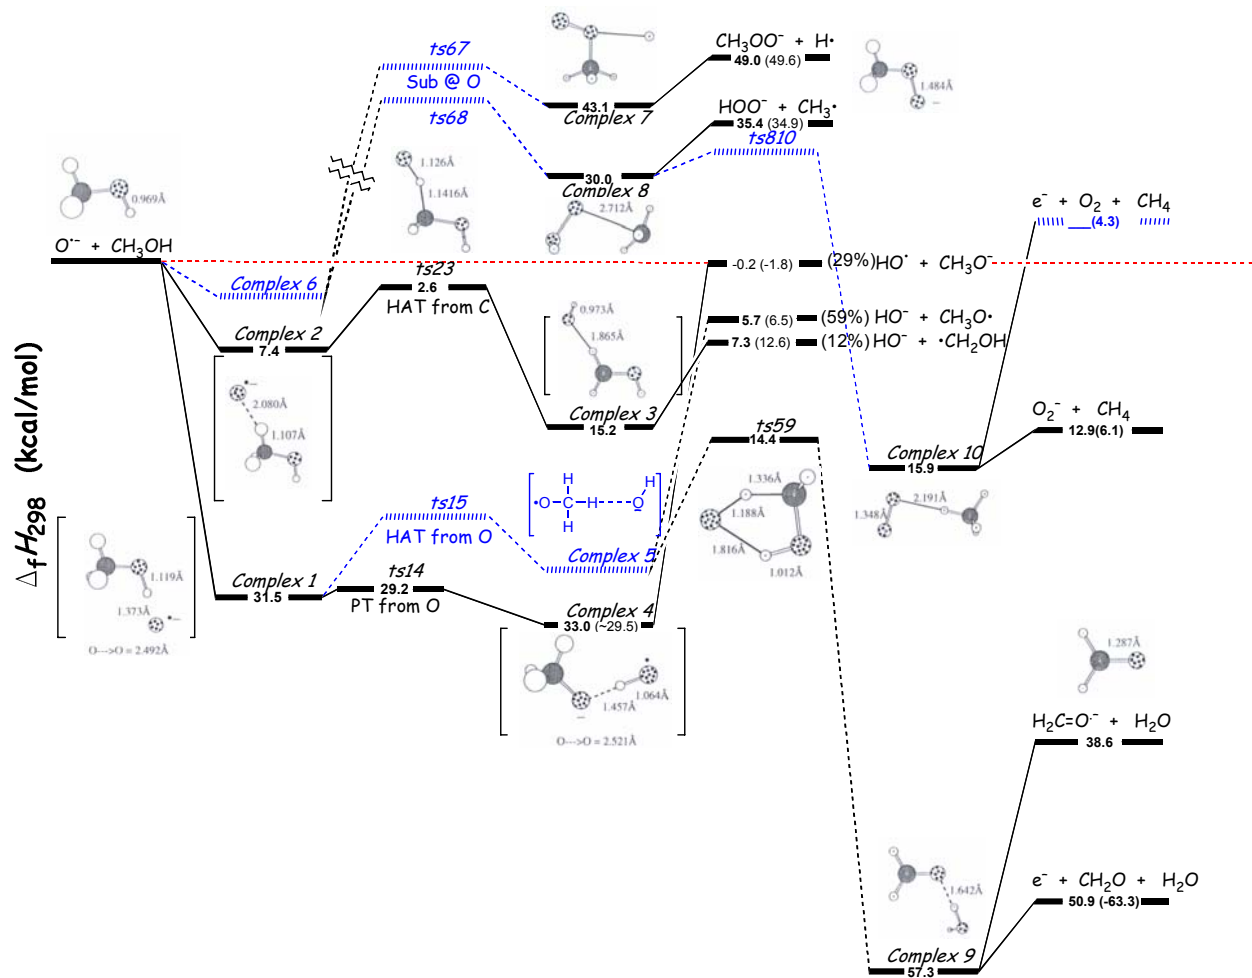 ts67
Sub @ O
ts68
43.1
Complex 7
CH₃OO⁻ + H•
49.0 (49.6)
HOO⁻ + CH₃•
35.4 (34.9)
ts810
30.0
Complex 8
2.712Å
1.484Å
−
1.126Å
1.1416Å
0.969Å
O•− + CH₃OH
Complex 6
ts23
2.6
HAT from C
Complex 2
7.4
•−
2.080Å
1.107Å
0.973Å
1.865Å
Complex 3
15.2
-0.2 (-1.8)
(29%) HO• + CH₃O⁻
5.7 (6.5)
(59%) HO⁻ + CH₃O•
7.3 (12.6)
(12%) HO⁻ + •CH₂OH
e⁻ + O₂ + CH₄
__(4.3)
O₂⁻ + CH₄
12.9(6.1)
Complex 10
15.9
1.348Å
2.191Å
ΔfH298 (kcal/mol)
ts15
HAT from O
H
H
•O C H O
H
−
Complex 5
ts59
14.4
1.336Å
1.188Å
1.816Å
1.012Å
1.119Å
1.373Å
•−
O--->O = 2.492Å
Complex 1
31.5
ts14
29.2
PT from O
Complex 4
33.0 (~29.5)
•
1.064Å
1.457Å
−
O--->O = 2.521Å
1.287Å
H₂C=O•− + H₂O
38.6
1.642Å
e⁻ + CH₂O + H₂O
50.9 (-63.3)
Complex 9
57.3